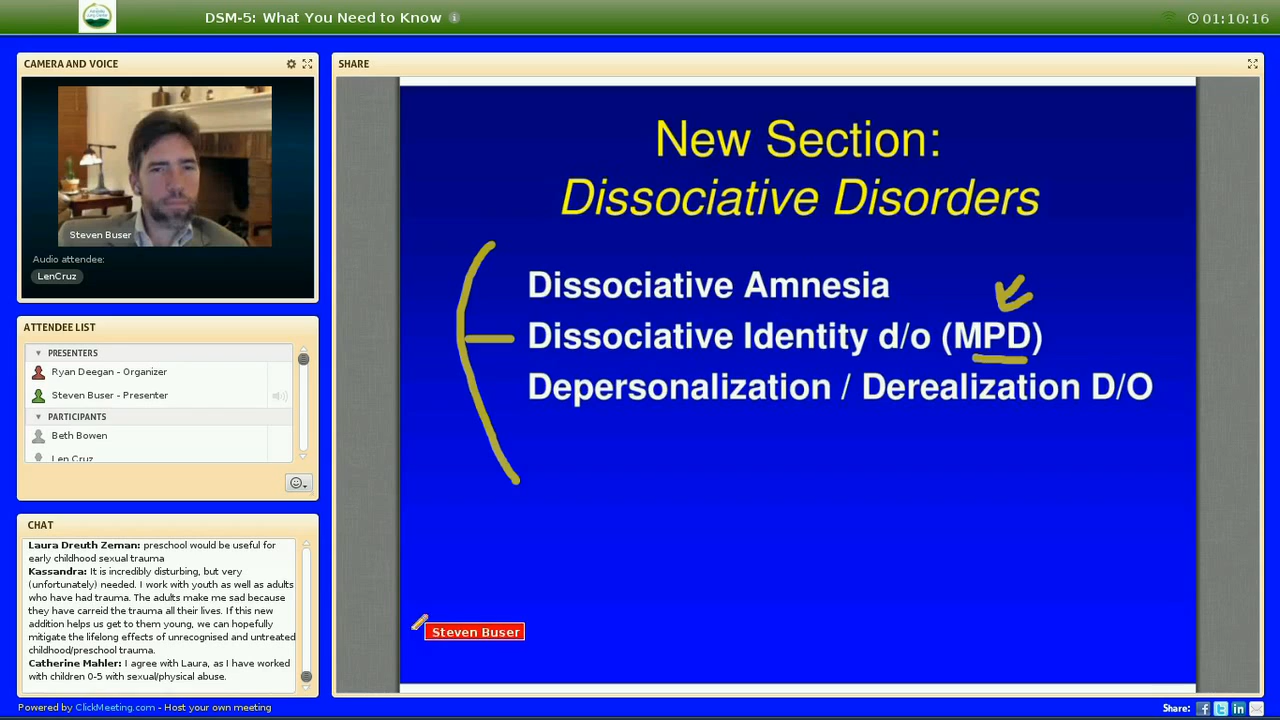 DSM-5: What You Need to Know
01:10:16
CAMERA AND VOICE
Steven Buser
Audio attendee:
LenCruz
ATTENDEE LIST
PRESENTERS
Ryan Deegan - Organizer
Steven Buser - Presenter
PARTICIPANTS
Beth Bowen
Len Cruz
CHAT
Laura Dreuth Zeman: preschool would be useful for
early childhood sexual trauma
Kassandra: It is incredibly disturbing, but very
(unfortunately) needed. I work with youth as well as adults
who have had trauma. The adults make me sad because
they have carreid the trauma all their lives. If this new
addition helps us get to them young, we can hopefully
mitigate the lifelong effects of unrecognised and untreated
childhood/preschool trauma.
Catherine Mahler: I agree with Laura, as I have worked
with children 0-5 with sexual/physical abuse.
SHARE
New Section:
Dissociative Disorders
Dissociative Amnesia
Dissociative Identity d/o (MPD)
Depersonalization / Derealization D/O
Steven Buser
Powered by ClickMeeting.com - Host your own meeting
Share: